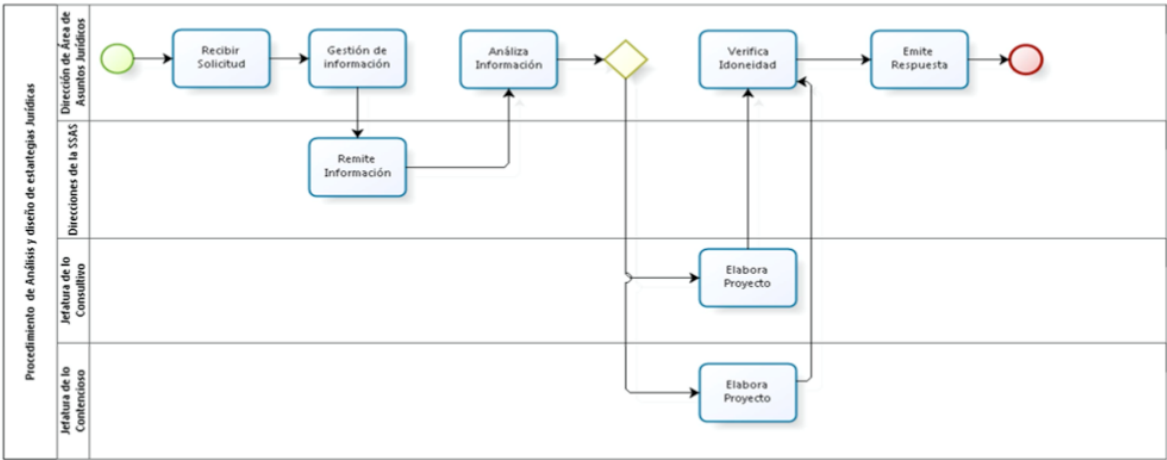 Procedimiento de Análisis y diseño de estartegias Jurídicas
Dirección de Área de
Asuntos Jurídicos
Recibir
Solicitud
Gestión de
información
Análiza
Información
Verifica
Idoneidad
Emite
Respuesta
Direcciones de la SSAS
Remite
Información
Jefatura de lo
Consultivo
Elabora
Proyecto
Jefatura de lo
Contencioso
Elabora
Proyecto